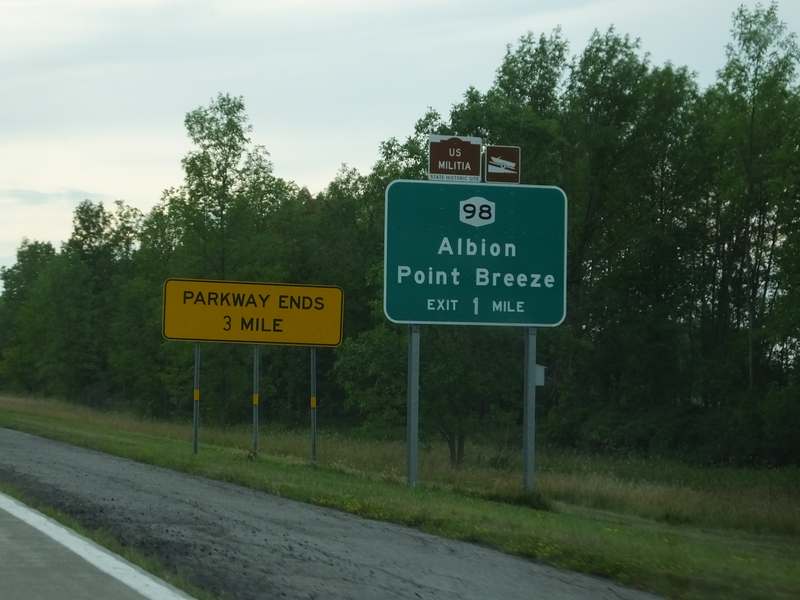 PARKWAY ENDS
3 MILE
US
MILITIA
STATE HISTORIC SITE
98
Albion
Point Breeze
EXIT 1 MILE